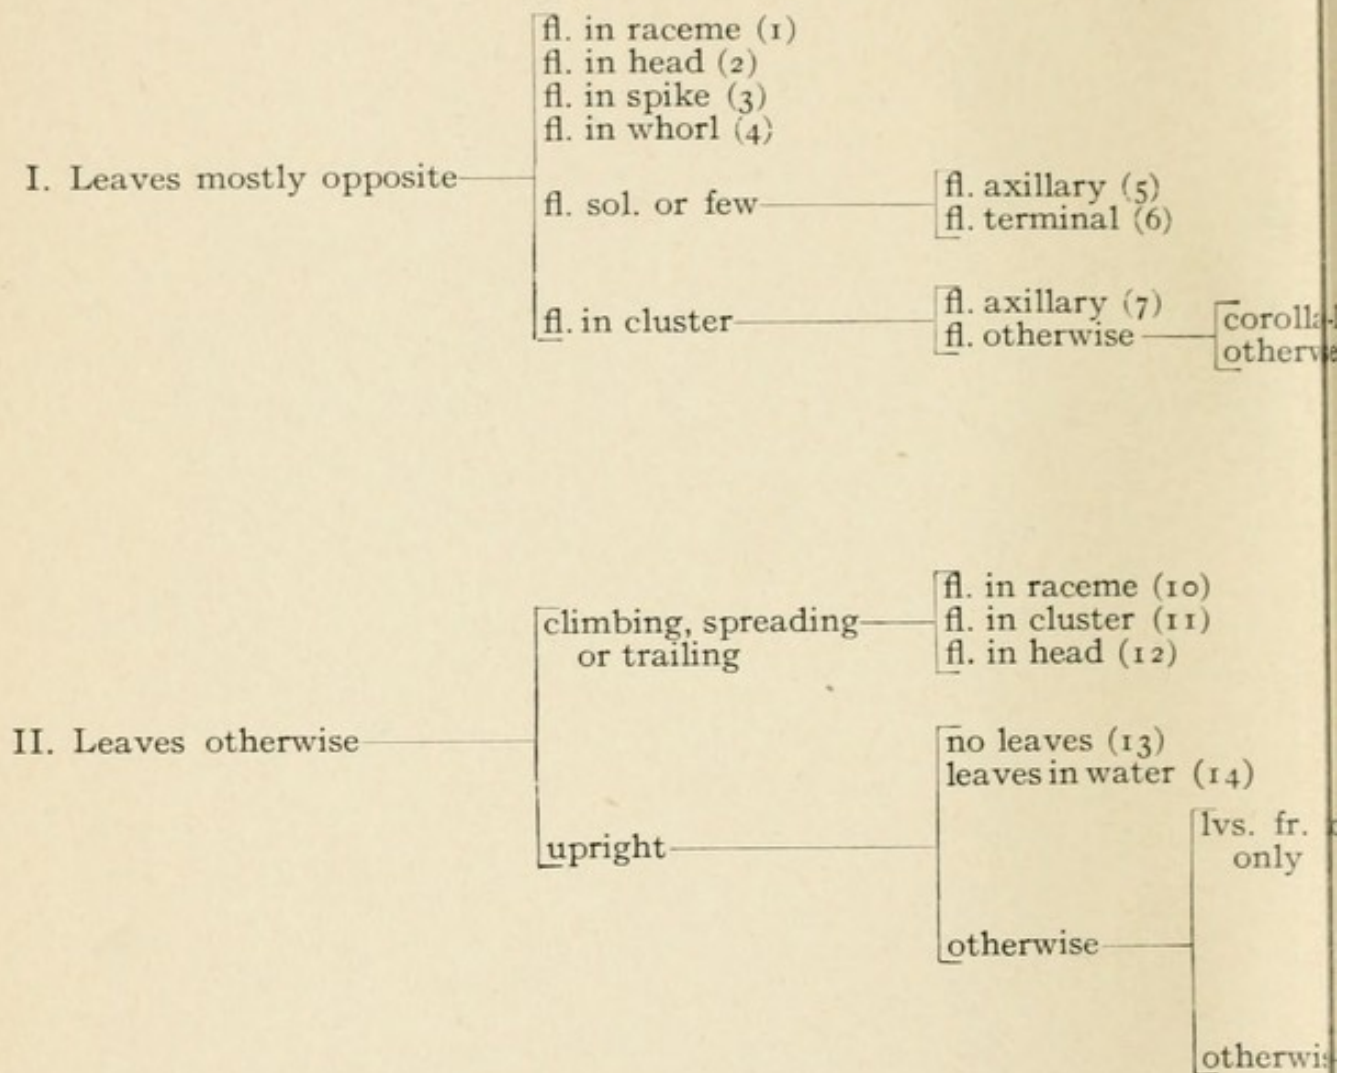 fl. in raceme (1)
fl. in head (2)
fl. in spike (3)
fl. in whorl (4)
I. Leaves mostly opposite
fl. sol. or few
fl. axillary (5)
fl. terminal (6)
fl. in cluster
fl. axillary (7)
fl. otherwise
corolla-
otherw
climbing, spreading
or trailing
fl. in raceme (10)
fl. in cluster (11)
fl. in head (12)
II. Leaves otherwise
no leaves (13)
leaves in water (14)
upright
otherwise
lvs. fr.
only
otherwis